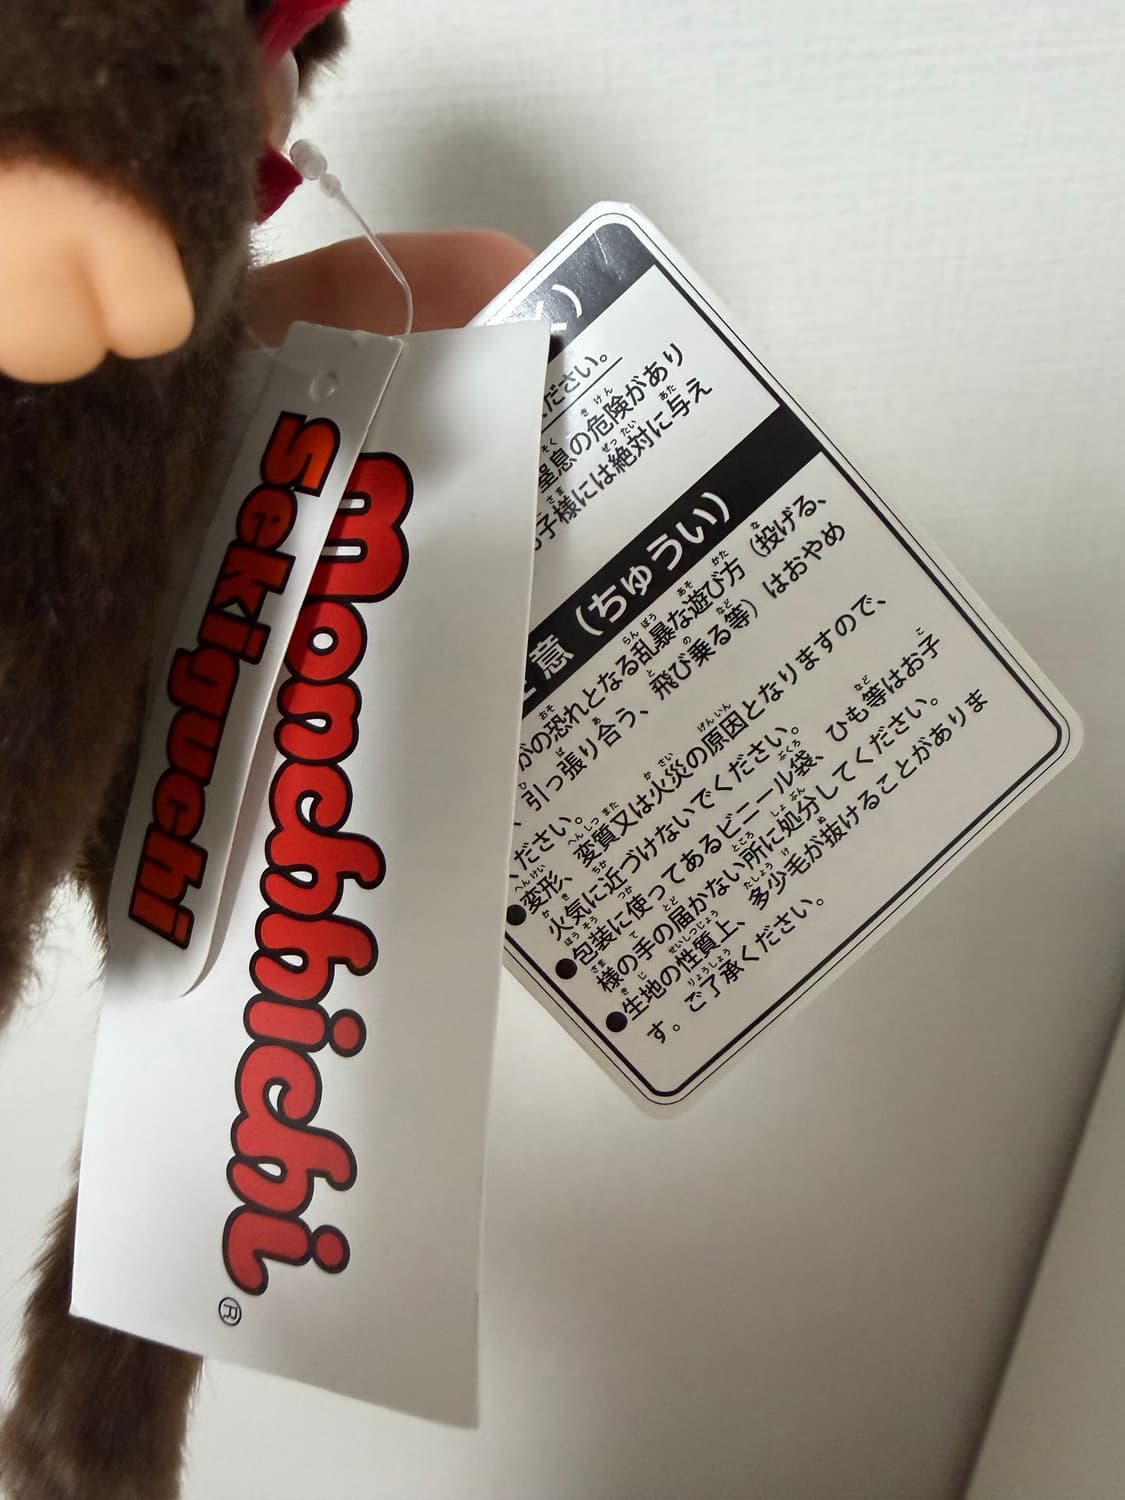 Sekiguchi
monchhichi®
く）
ださい。
窒息の危険があり
お子様には絶対に与え
意（ちゅうい）
がの恐れとなる乱暴な遊び方（投げる、
、引っ張り合う、飛び乗る等）はおやめ
ださい。
●変形、変質又は火災の原因となりますので、
火気に近づけないでください。
●包装に使ってあるビニール袋、ひも等はお子
様の手の届かない所に処分してください。
●生地の性質上、多少毛が抜けることがありま
す。ご了承ください。